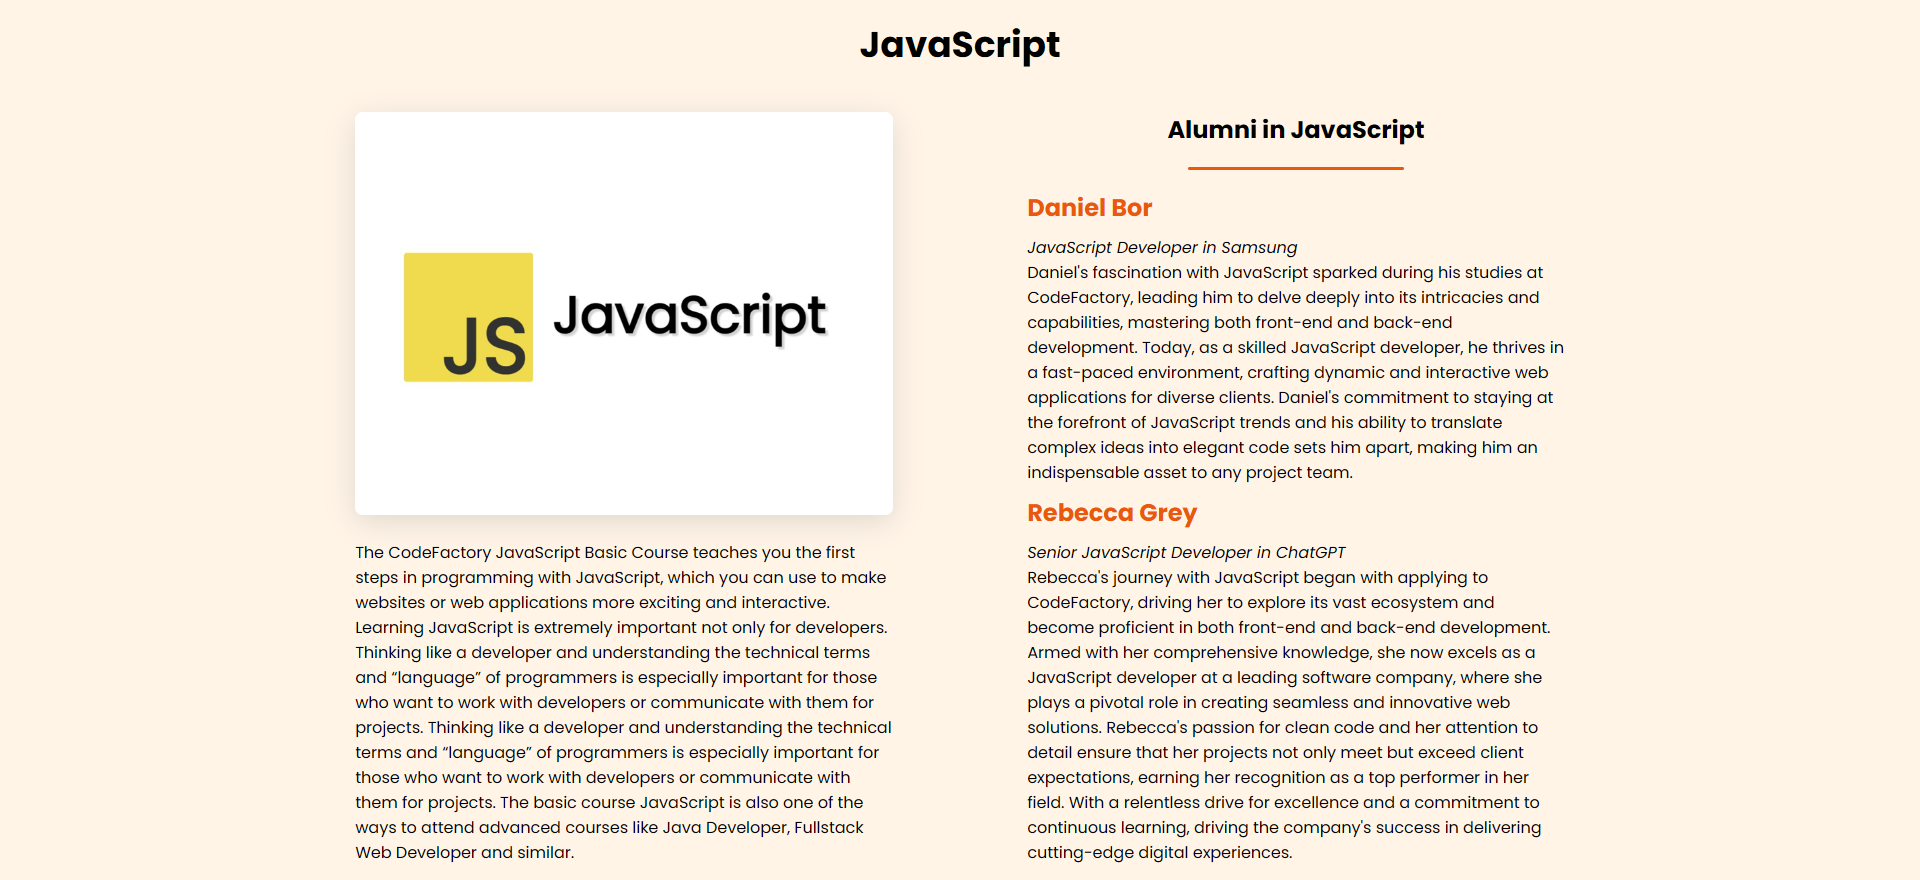 JavaScript
JS
JavaScript
The CodeFactory JavaScript Basic Course teaches you the first
steps in programming with JavaScript, which you can use to make
websites or web applications more exciting and interactive.
Learning JavaScript is extremely important not only for developers.
Thinking like a developer and understanding the technical terms
and “language” of programmers is especially important for those
who want to work with developers or communicate with them for
projects. Thinking like a developer and understanding the technical
terms and “language” of programmers is especially important for
those who want to work with developers or communicate with
them for projects. The basic course JavaScript is also one of the
ways to attend advanced courses like Java Developer, Fullstack
Web Developer and similar.
Alumni in JavaScript
Daniel Bor
JavaScript Developer in Samsung
Daniel's fascination with JavaScript sparked during his studies at
CodeFactory, leading him to delve deeply into its intricacies and
capabilities, mastering both front-end and back-end
development. Today, as a skilled JavaScript developer, he thrives in
a fast-paced environment, crafting dynamic and interactive web
applications for diverse clients. Daniel's commitment to staying at
the forefront of JavaScript trends and his ability to translate
complex ideas into elegant code sets him apart, making him an
indispensable asset to any project team.
Rebecca Grey
Senior JavaScript Developer in ChatGPT
Rebecca's journey with JavaScript began with applying to
CodeFactory, driving her to explore its vast ecosystem and
become proficient in both front-end and back-end development.
Armed with her comprehensive knowledge, she now excels as a
JavaScript developer at a leading software company, where she
plays a pivotal role in creating seamless and innovative web
solutions. Rebecca's passion for clean code and her attention to
detail ensure that her projects not only meet but exceed client
expectations, earning her recognition as a top performer in her
field. With a relentless drive for excellence and a commitment to
continuous learning, driving the company's success in delivering
cutting-edge digital experiences.